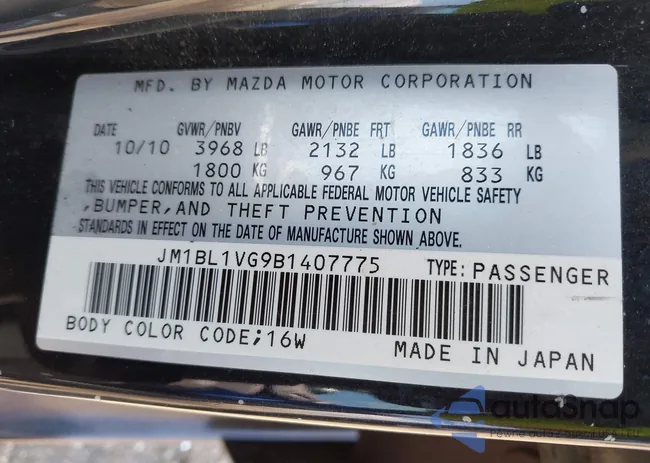 MFD. BY MAZDA MOTOR CORPORATION
DATE GVWR/PNBV GAWR/PNBE FRT GAWR/PNBE RR
10/10 3968 LB 2132 LB 1836 LB
1800 KG 967 KG 833 KG
THIS VEHICLE CONFORMS TO ALL APPLICABLE FEDERAL MOTOR VEHICLE SAFETY
,BUMPER,AND THEFT PREVENTION
STANDARDS IN EFFECT ON THE DATE OF MANUFACTURE SHOWN ABOVE.
JM1BL1VG9B1407775 TYPE: PASSENGER
BODY COLOR CODE;16W
MADE IN JAPAN
autoSnap
Pewne auta z